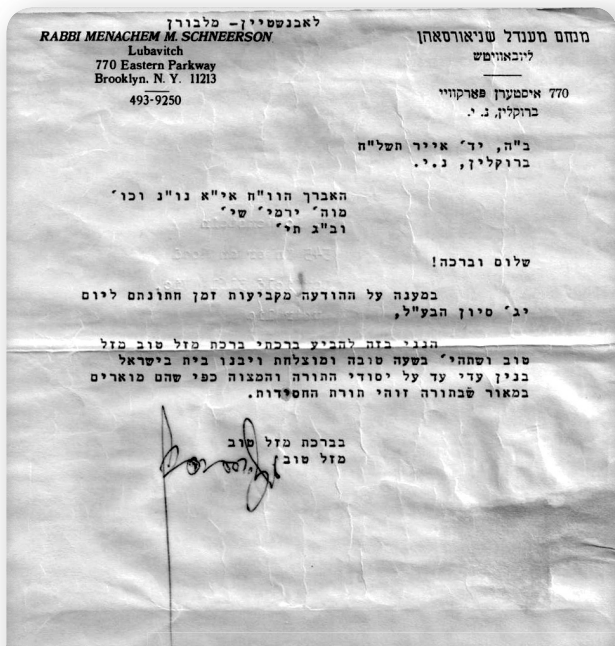 לאבנשטיין- מלבורן
RABBI MENACHEM M. SCHNEERSON
Lubavitch
770 Eastern Parkway
Brooklyn, N. Y. 11213
493-9250
מנחם מענדל שניאורסאהן
ליובאוויטש
770 איסטערן פארקוויי
ברוקלין, נ. י.
ב"ה, יד' אייר תשל"ח
ברוקלין, נ.י.
האברך הוו"ח אי"א נו"נ וכו'
מוה' ירמי' שי'
וב"ג תי'
שלום וברכה!
במענה על ההודעה מקביעות זמן חתונתם ליום
יג' סיון הבע"ל,
הנני בזה להביע ברכתי ברכת מזל טוב מזל
טוב ושתהי' בשעה טובה ומוצלחת ויבנו בית בישראל
בנין עדי עד על יסודי התורה והמצוה כפי שהם מוארים
במאור שבתורה זוהי תורת החסידות.
בברכת מזל טוב
מזל טוב